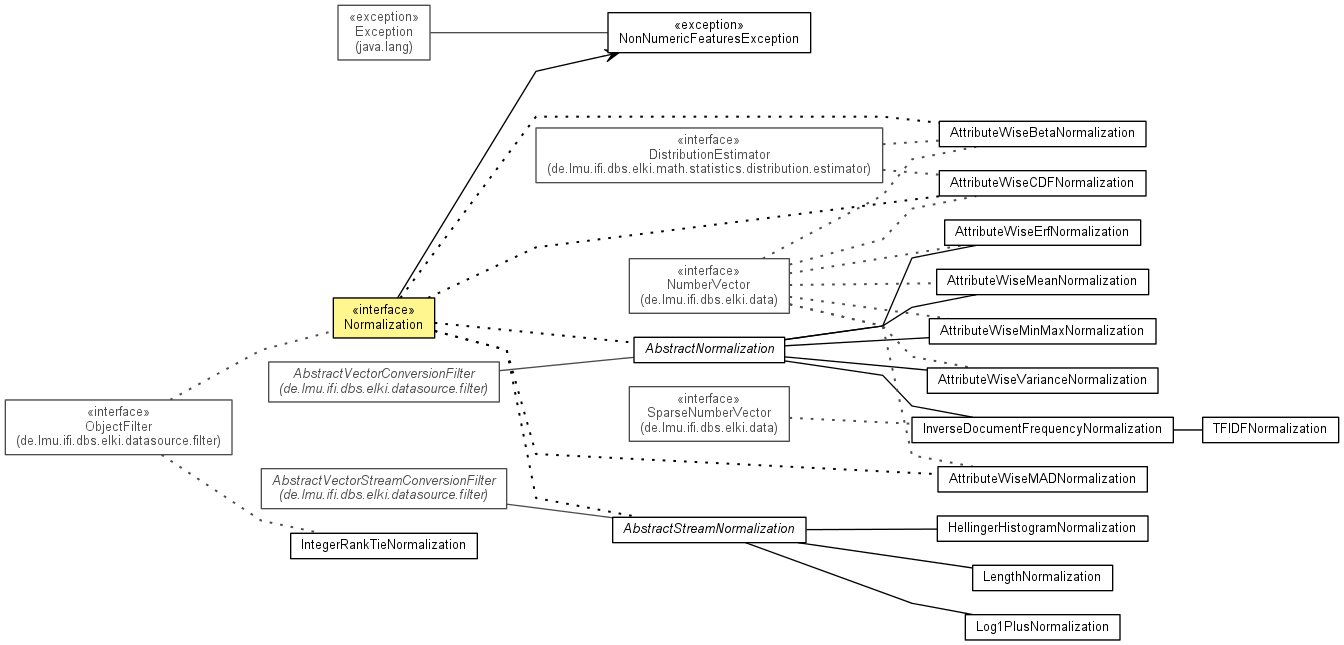 «exception»
Exception
(java.lang)
«exception»
NonNumericFeaturesException
«interface»
DistributionEstimator
(de.lmu.ifi.dbs.elki.math.statistics.distribution.estimator)
AttributeWiseBetaNormalization
AttributeWiseCDFNormalization
AttributeWiseErfNormalization
«interface»
NumberVector
(de.lmu.ifi.dbs.elki.data)
AttributeWiseMeanNormalization
«interface»
Normalization
AttributeWiseMinMaxNormalization
AbstractNormalization
AbstractVectorConversionFilter
(de.lmu.ifi.dbs.elki.datasource.filter)
AttributeWiseVarianceNormalization
«interface»
ObjectFilter
(de.lmu.ifi.dbs.elki.datasource.filter)
«interface»
SparseNumberVector
(de.lmu.ifi.dbs.elki.data)
InverseDocumentFrequencyNormalization
TFIDFNormalization
AbstractVectorStreamConversionFilter
(de.lmu.ifi.dbs.elki.datasource.filter)
AttributeWiseMADNormalization
AbstractStreamNormalization
HellingerHistogramNormalization
IntegerRankTieNormalization
LengthNormalization
Log1PlusNormalization